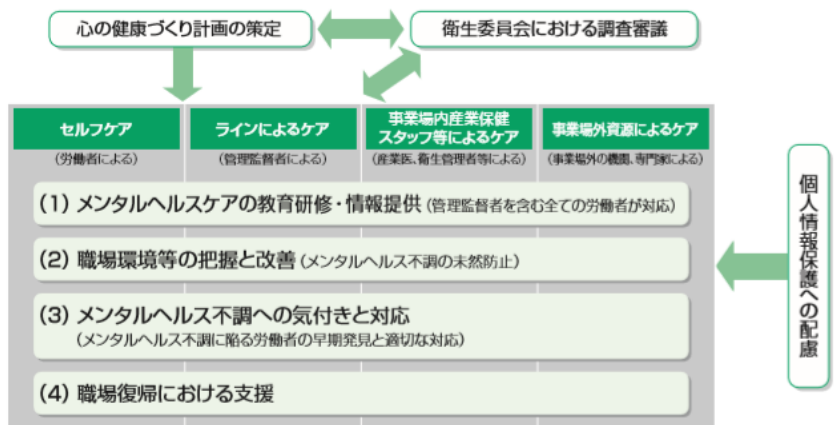 心の健康づくり計画の策定
衛生委員会における調査審議
セルフケア
(労働者による)
ラインによるケア
(管理監督者による)
事業場内産業保健
スタッフ等によるケア
(産業医、衛生管理者等による)
事業場外資源によるケア
(事業場外の機関、専門家による)
(1) メンタルヘルスケアの教育研修・情報提供 (管理監督者を含む全ての労働者が対応)
(2) 職場環境等の把握と改善 (メンタルヘルス不調の未然防止)
(3) メンタルヘルス不調への気付きと対応
(メンタルヘルス不調に陥る労働者の早期発見と適切な対応)
(4) 職場復帰における支援
個人情報保護への配慮